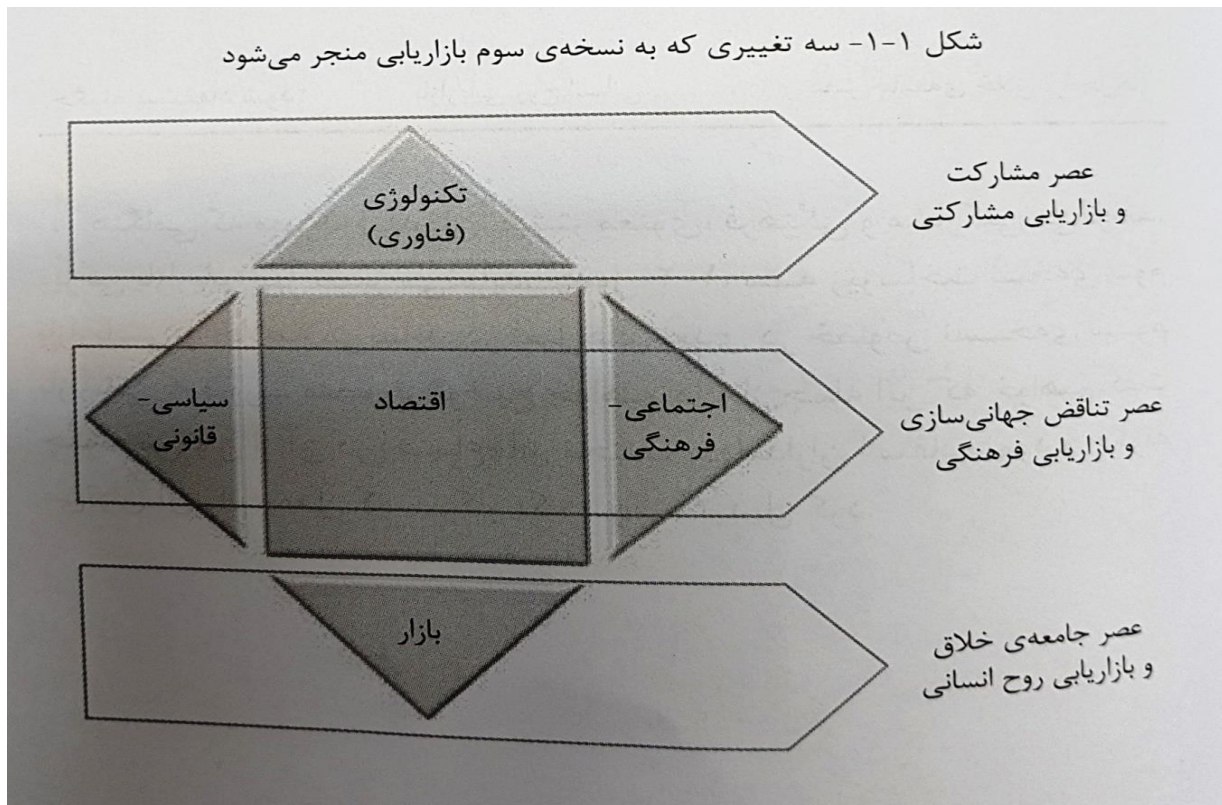 شکل ۱-۱- سه تغییری که به نسخه‌ی سوم بازاریابی منجر می‌شود
تکنولوژی
(فناوری)
عصر مشارکت
و بازاریابی مشارکتی
سیاسی-
قانونی
اقتصاد
اجتماعی-
فرهنگی
عصر تناقض جهانی‌سازی
و بازاریابی فرهنگی
بازار
عصر جامعه‌ی خلاق
و بازاریابی روح انسانی